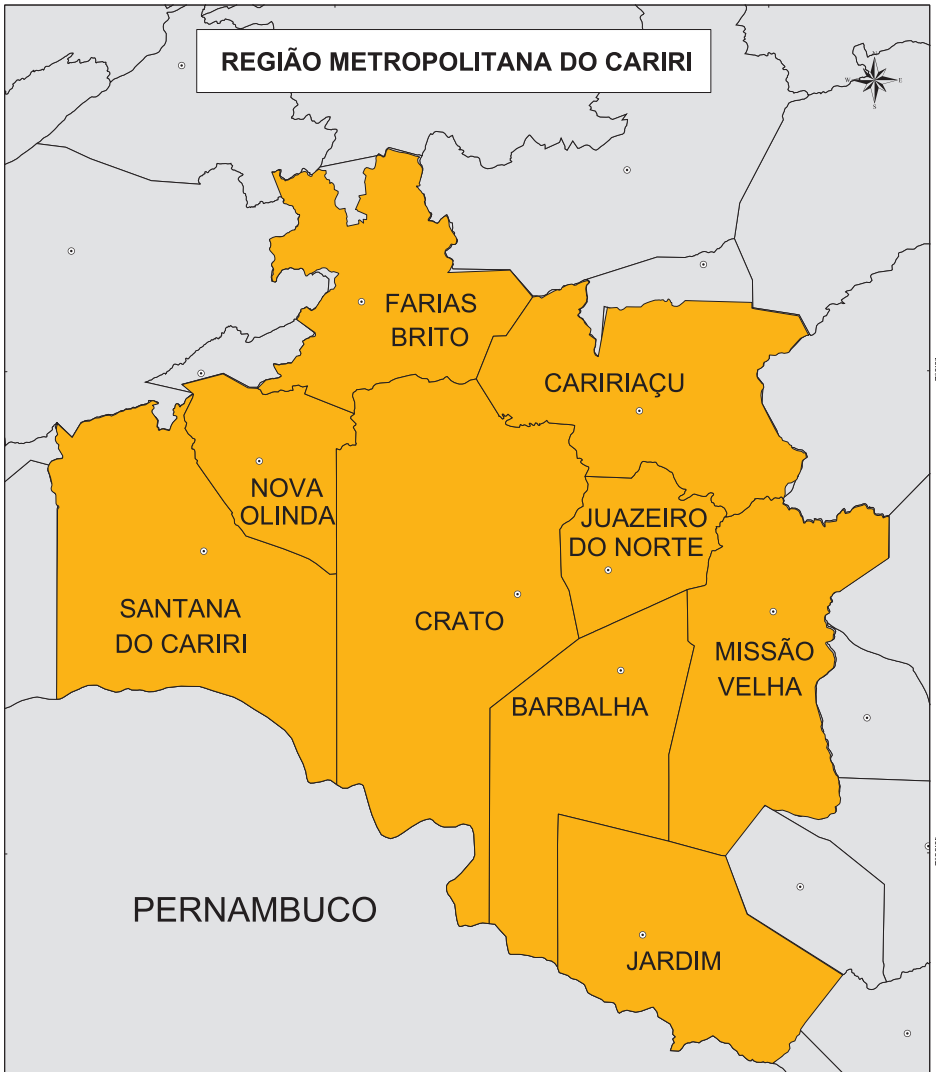 REGIÃO METROPOLITANA DO CARIRI
N
W
E
S
FARIAS
BRITO
CARIRIAÇU
NOVA
OLINDA
JUAZEIRO
DO NORTE
SANTANA
DO CARIRI
CRATO
MISSÃO
VELHA
BARBALHA
PERNAMBUCO
JARDIM